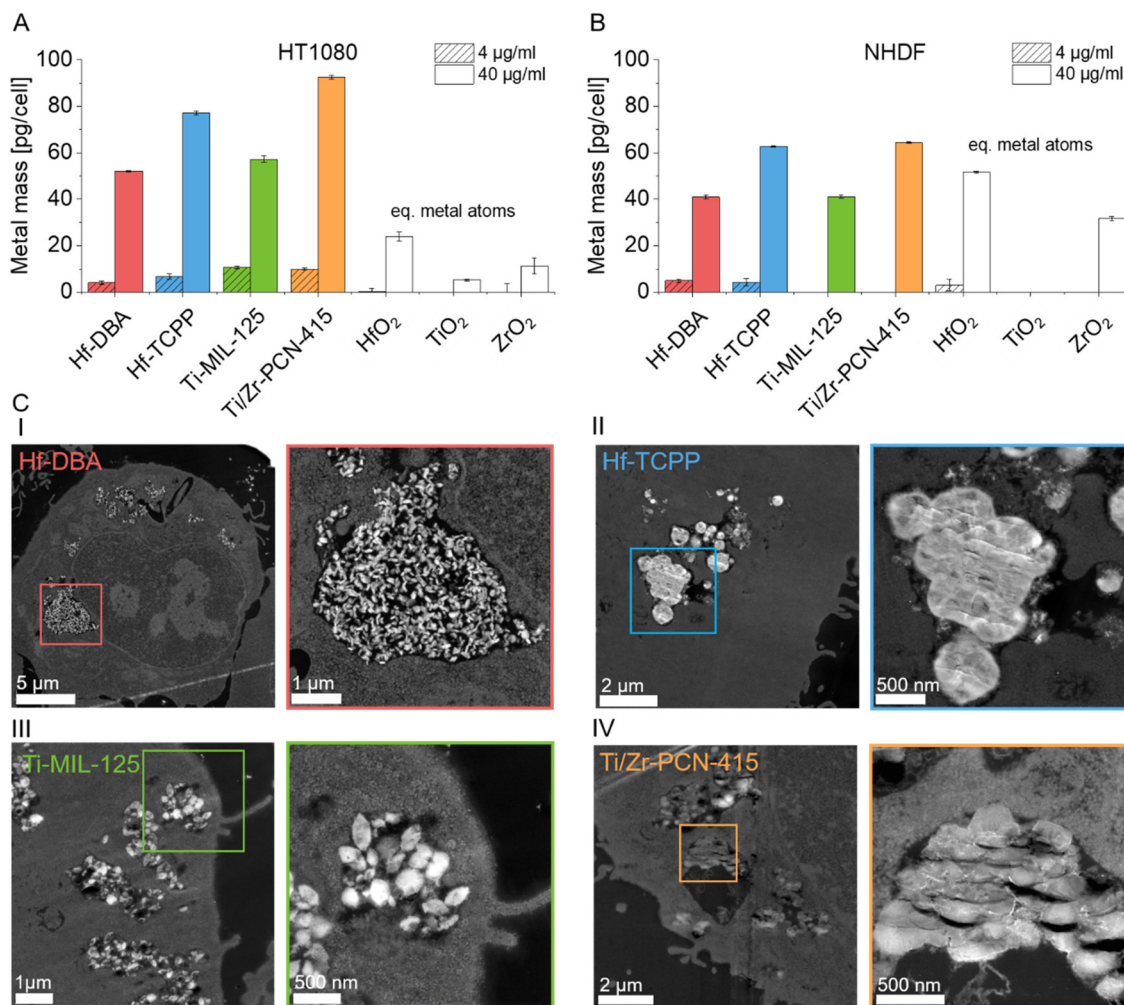 A
HT1080
4 µg/ml
40 µg/ml
Metal mass [pg/cell]
100
80
60
40
20
0
eq. metal atoms
Hf-DBA
Hf-TCPP
Ti-MIL-125
Ti/Zr-PCN-415
HfO₂
TiO₂
ZrO₂
B
NHDF
4 µg/ml
40 µg/ml
Metal mass [pg/cell]
100
80
60
40
20
0
eq. metal atoms
Hf-DBA
Hf-TCPP
Ti-MIL-125
Ti/Zr-PCN-415
HfO₂
TiO₂
ZrO₂
C
I
Hf-DBA
5 µm
1 µm
II
Hf-TCPP
2 µm
500 nm
III
Ti-MIL-125
1µm
500 nm
IV
Ti/Zr-PCN-415
2 µm
500 nm